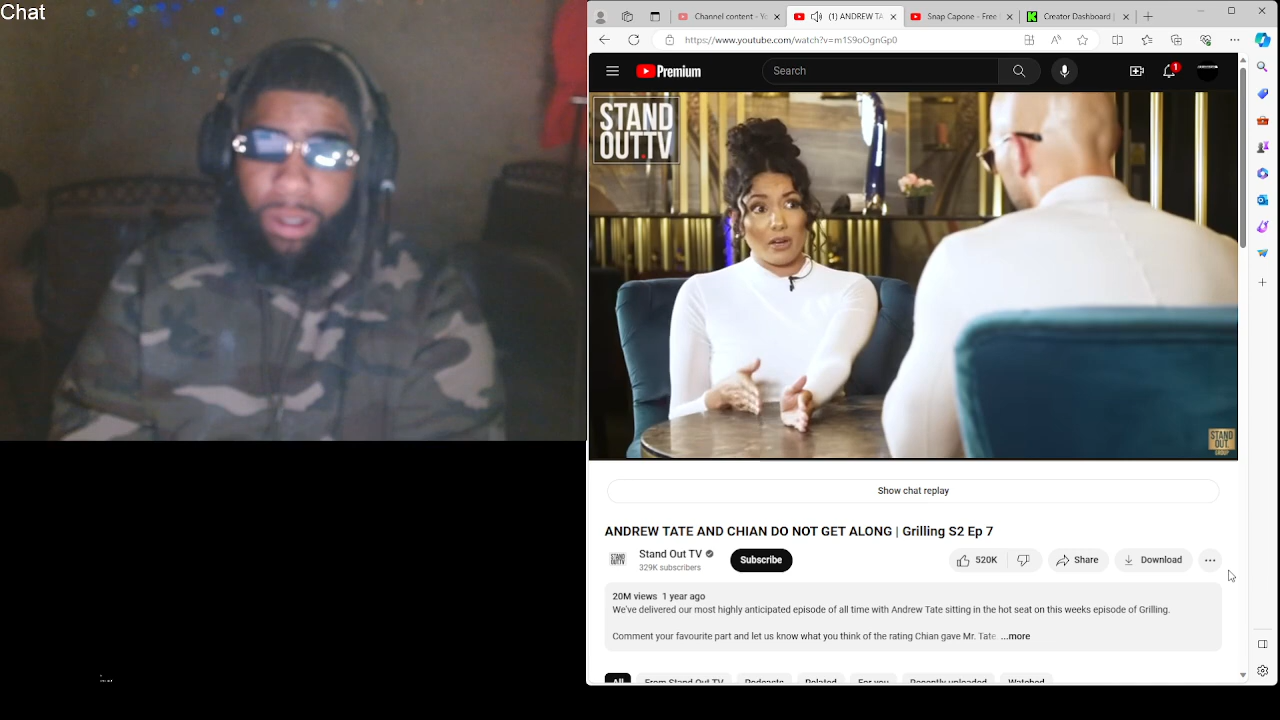 Chat
Channel content - Yo
(1) ANDREW TA
Snap Capone - Free
Creator Dashboard
https://www.youtube.com/watch?v=m1S9oOgnGp0
Premium
Search
1
STAND
OUTTV
STAND
OUT
GROUP
Show chat replay
ANDREW TATE AND CHIAN DO NOT GET ALONG | Grilling S2 Ep 7
Stand Out TV
329K subscribers
Subscribe
520K
Share
Download
20M views 1 year ago
We've delivered our most highly anticipated episode of all time with Andrew Tate sitting in the hot seat on this weeks episode of Grilling.
Comment your favourite part and let us know what you think of the rating Chian gave Mr. Tate ...more
All
From Stand Out TV
Podcasts
Related
For you
Recently uploaded
Watched